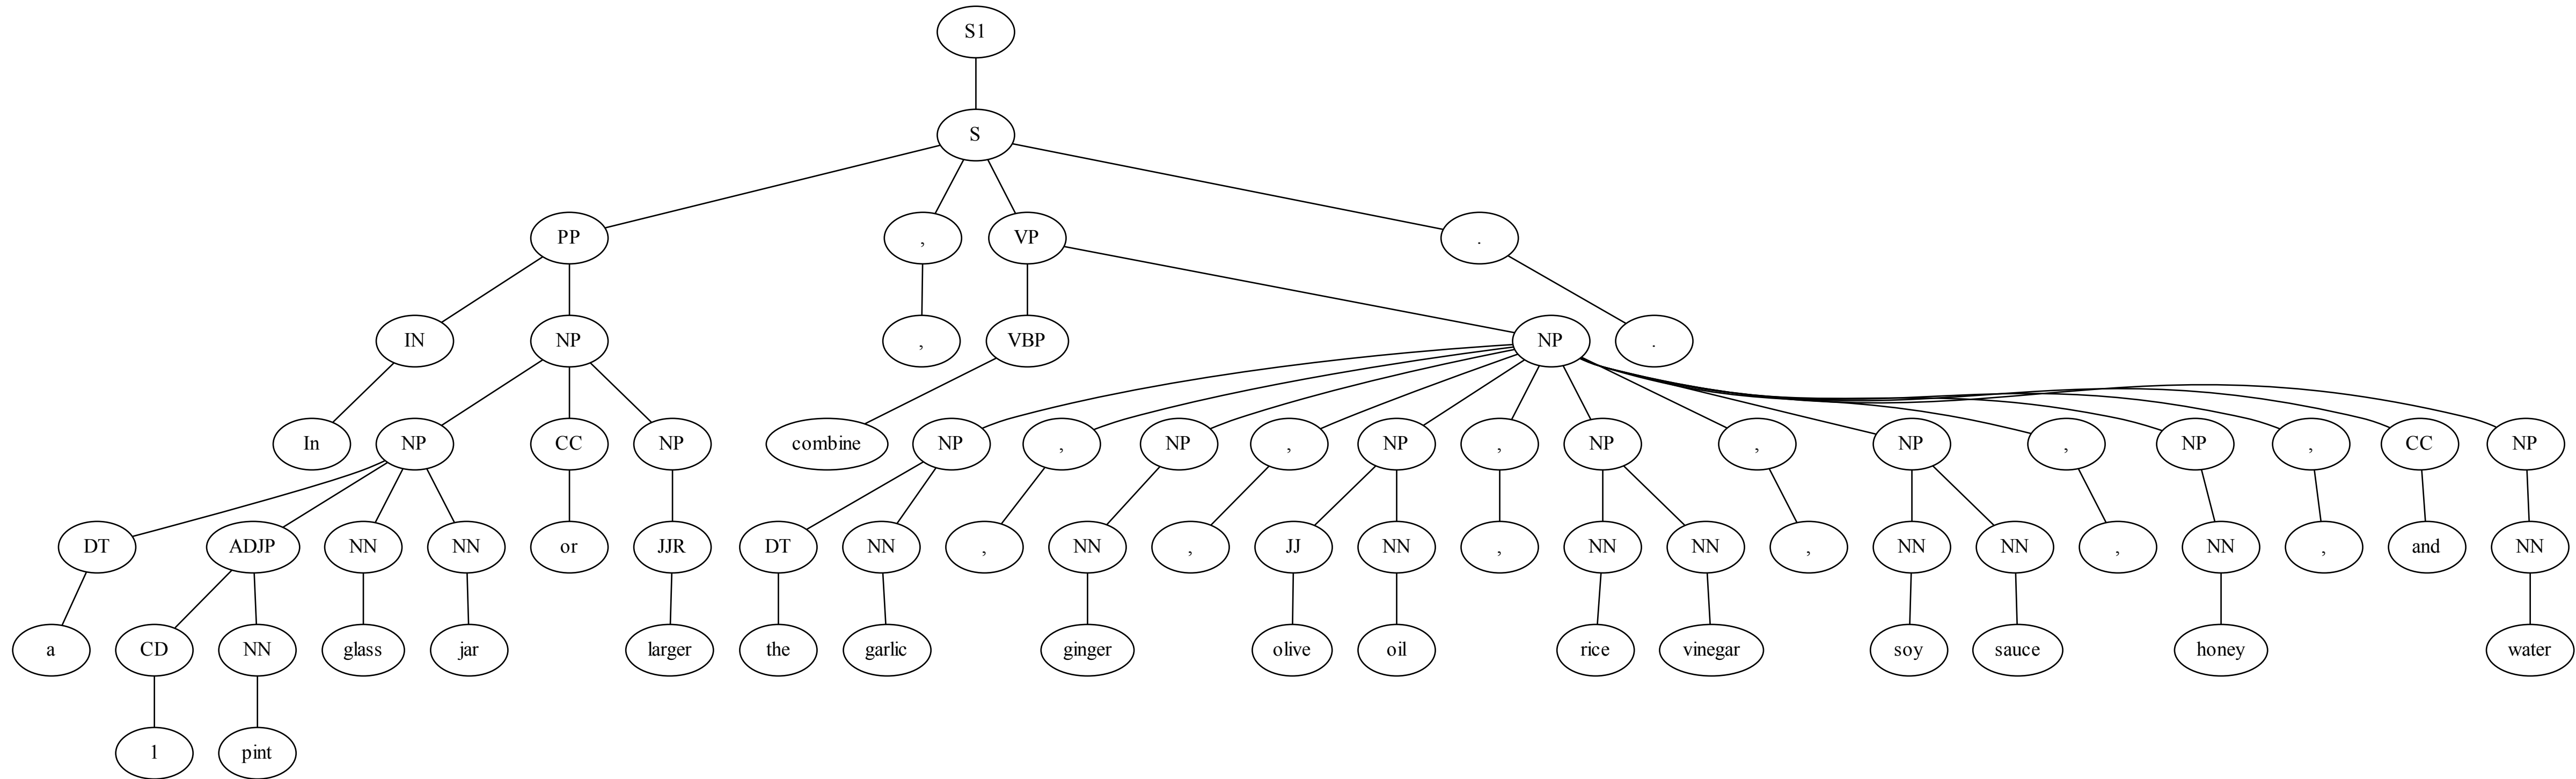 S1
S
PP , VP .
IN NP , VBP NP .
In NP CC NP combine NP , NP , NP , NP , NP , NP , CC NP
DT ADJP NN NN or JJR DT NN , NN , JJ NN , NN NN , NN NN , NN , and NN
a CD NN glass jar larger the garlic ginger olive oil rice vinegar soy sauce honey water
1 pint